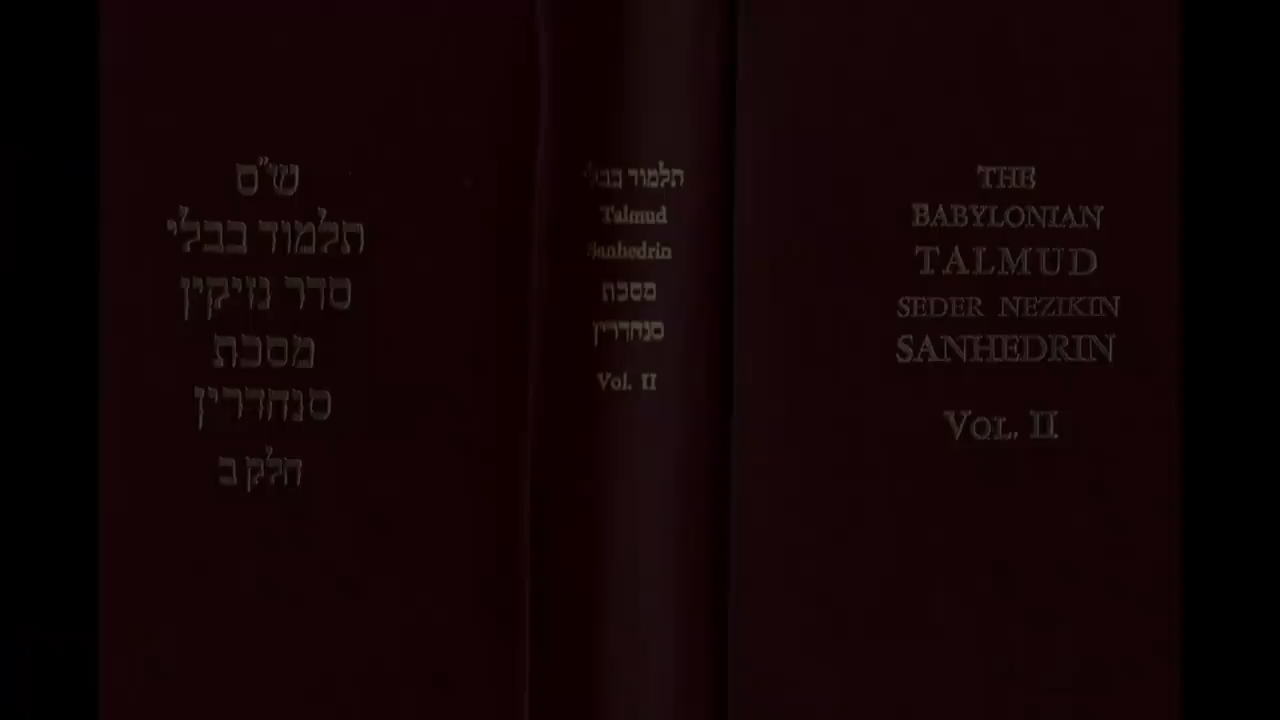 ש״ס
תלמוד בבלי
סדר נזיקין
מסכת
סנהדרין
חלק ב
תלמוד בבלי
Talmud
Sanhedrin
מסכת
סנהדרין
Vol. II
THE
BABYLONIAN
TALMUD
SEDER NEZIKIN
SANHEDRIN
VOL. II